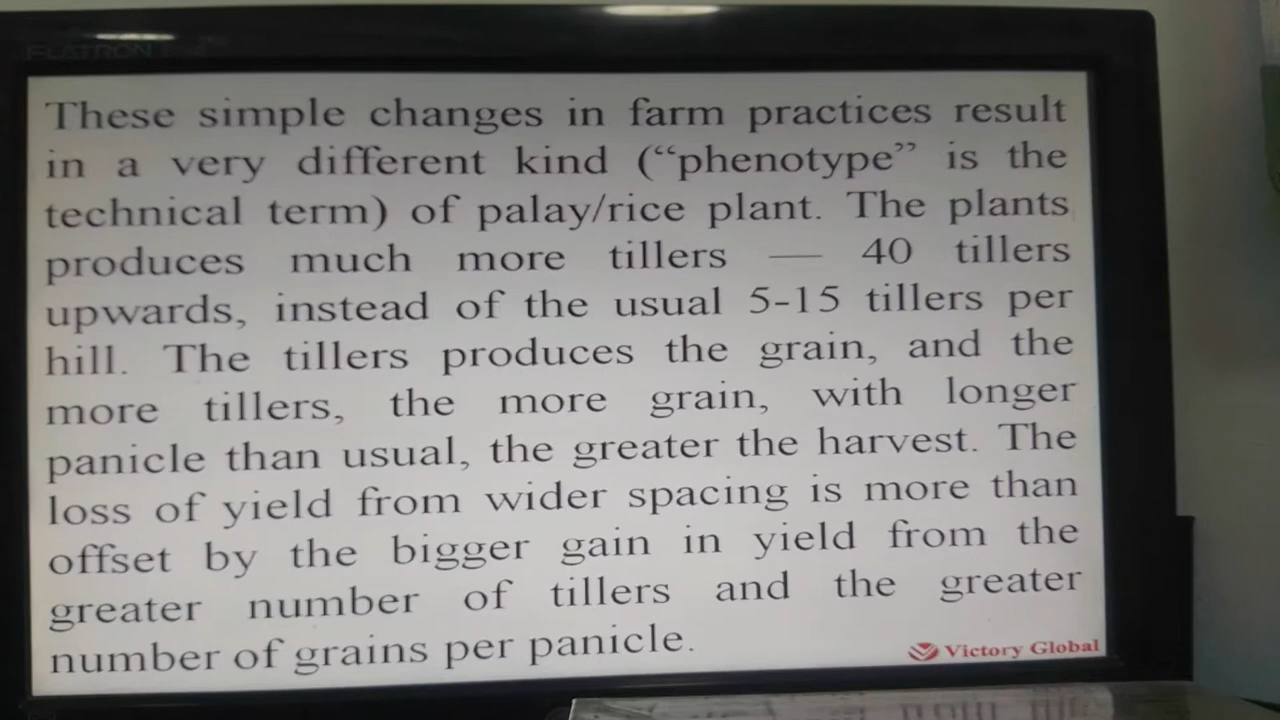 FLATRON
These simple changes in farm practices result
in a very different kind (“phenotype” is the
technical term) of palay/rice plant. The plants
produces much more tillers — 40 tillers
upwards, instead of the usual 5-15 tillers per
hill. The tillers produces the grain, and the
more tillers, the more grain, with longer
panicle than usual, the greater the harvest. The
loss of yield from wider spacing is more than
offset by the bigger gain in yield from the
greater number of tillers and the greater
number of grains per panicle.
Victory Global